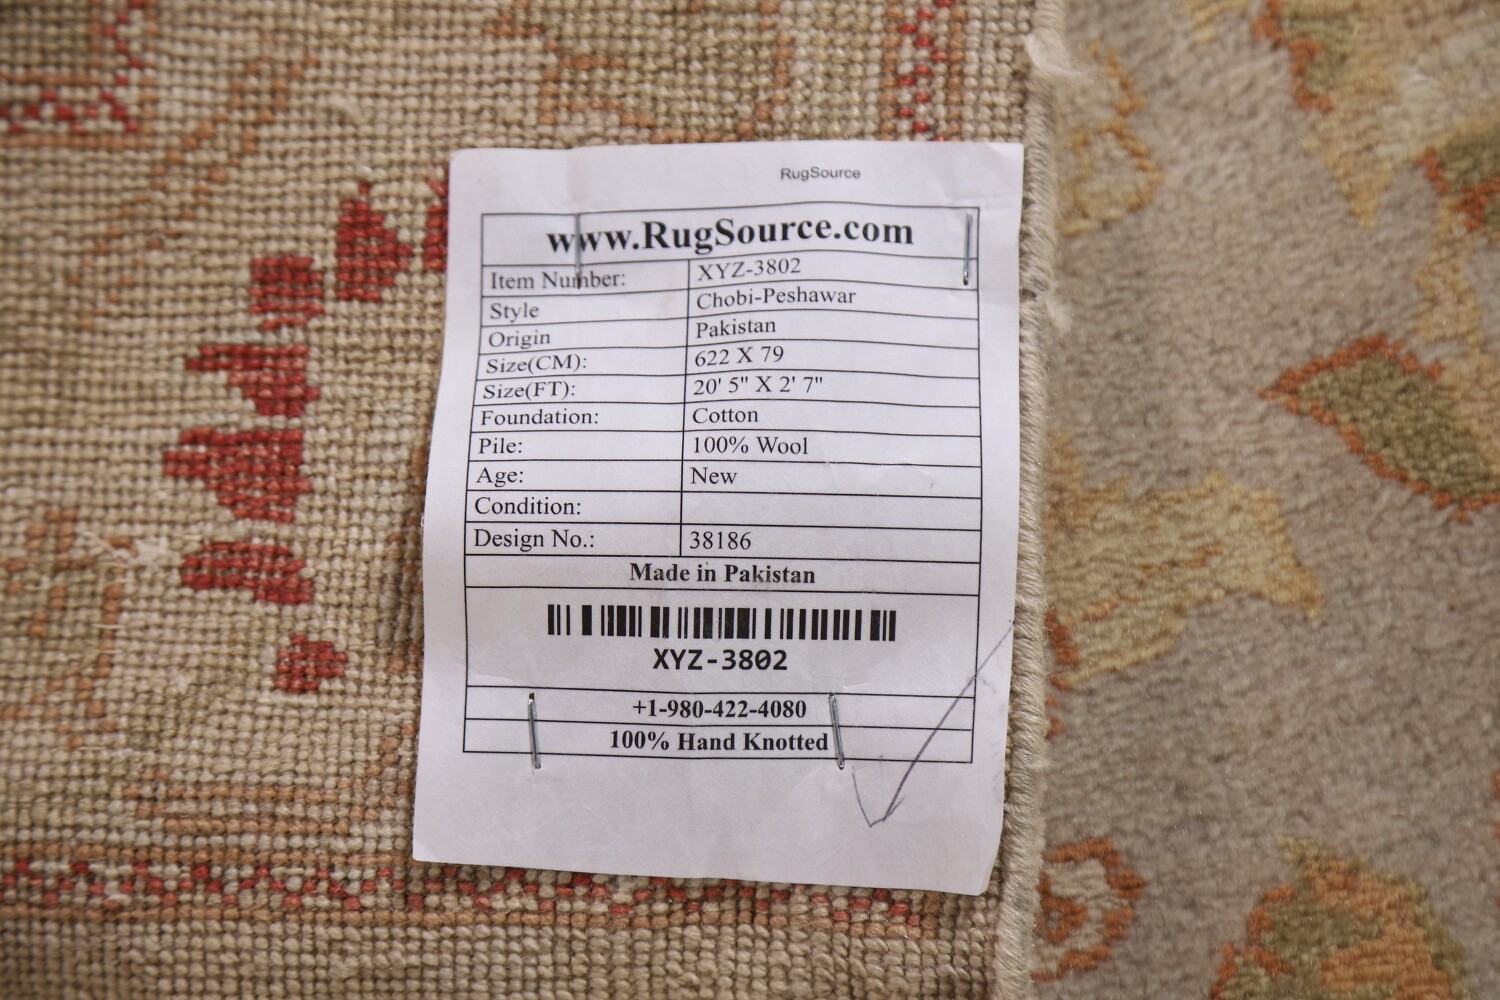 RugSource
www.RugSource.com
Item Number: XYZ-3802
Style Chobi-Peshawar
Origin Pakistan
Size(CM): 622 X 79
Size(FT): 20' 5" X 2' 7"
Foundation: Cotton
Pile: 100% Wool
Age: New
Condition:
Design No.: 38186
Made in Pakistan
XYZ-3802
+1-980-422-4080
100% Hand Knotted